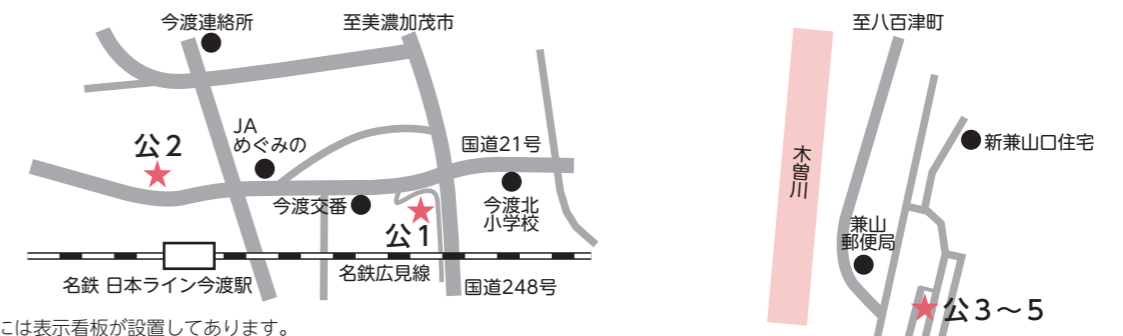 今渡連絡所
至美濃加茂市
JA
めぐみの
公2
国道21号
今渡交番
今渡北
小学校
公1
名鉄広見線
名鉄 日本ライン今渡駅
国道248号
には表示看板が設置してあります。
至八百津町
木曽川
新兼山口住宅
兼山
郵便局
公3～5